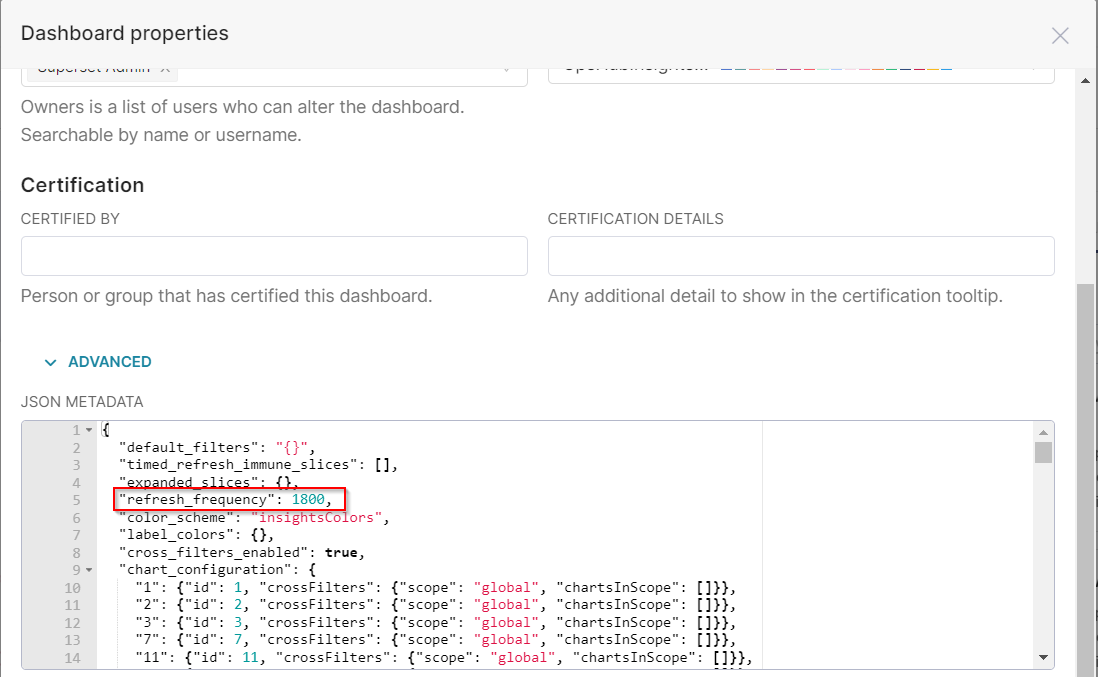 Dashboard properties
Superset Admin ×
Owners is a list of users who can alter the dashboard.
Searchable by name or username.
Certification
CERTIFIED BY
CERTIFICATION DETAILS
Person or group that has certified this dashboard.
Any additional detail to show in the certification tooltip.
ADVANCED
JSON METADATA
1 {
2 "default_filters": "{}",
3 "timed_refresh_immune_slices": [],
4 "expanded_slices": {},
5 "refresh_frequency": 1800,
6 "color_scheme": "insightsColors",
7 "label_colors": {},
8 "cross_filters_enabled": true,
9 "chart_configuration": {
10 "1": {"id": 1, "crossFilters": {"scope": "global", "chartsInScope": []}},
11 "2": {"id": 2, "crossFilters": {"scope": "global", "chartsInScope": []}},
12 "3": {"id": 3, "crossFilters": {"scope": "global", "chartsInScope": []}},
13 "7": {"id": 7, "crossFilters": {"scope": "global", "chartsInScope": []}},
14 "11": {"id": 11, "crossFilters": {"scope": "global", "chartsInScope": []}},